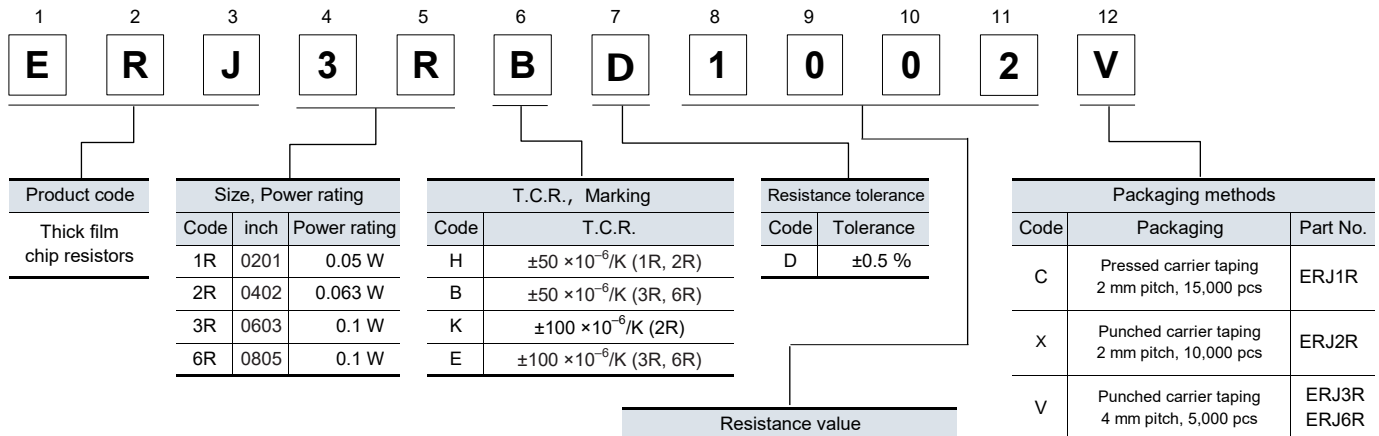 1 2 3 4 5 6 7 8 9 10 11 12
E R J 3 R B D 1 0 0 2 V
Product code
Thick film
chip resistors
Size, Power rating
Code inch Power rating
1R 0201 0.05 W
2R 0402 0.063 W
3R 0603 0.1 W
6R 0805 0.1 W
T.C.R., Marking
Code T.C.R.
H ±50 ×10⁻⁶/K (1R, 2R)
B ±50 ×10⁻⁶/K (3R, 6R)
K ±100 ×10⁻⁶/K (2R)
E ±100 ×10⁻⁶/K (3R, 6R)
Resistance tolerance
Code Tolerance
D ±0.5 %
Resistance value
Packaging methods
Code Packaging Part No.
C Pressed carrier taping
2 mm pitch, 15,000 pcs ERJ1R
X Punched carrier taping
2 mm pitch, 10,000 pcs ERJ2R
V Punched carrier taping
4 mm pitch, 5,000 pcs ERJ3R
ERJ6R